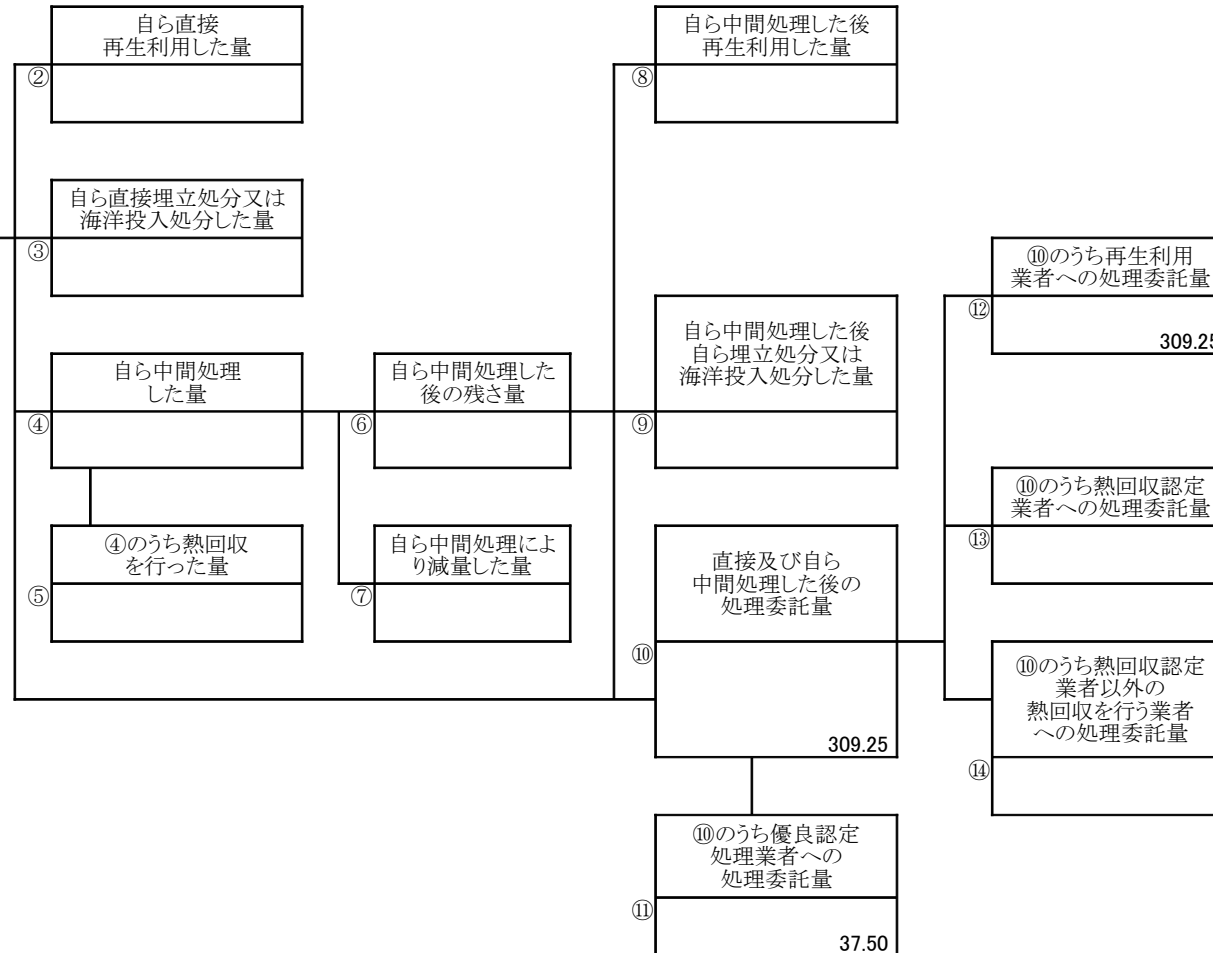 自ら直接
再生利用した量
②
自ら中間処理した後
再生利用した量
⑧
自ら直接埋立処分又は
海洋投入処分した量
③
⑩のうち再生利用
業者への処理委託量
⑫
309.25
自ら中間処理した後
自ら埋立処分又は
海洋投入処分した量
⑨
自ら中間処理
した量
④
自ら中間処理した
後の残さ量
⑥
⑩のうち熱回収認定
業者への処理委託量
⑬
④のうち熱回収
を行った量
⑤
自ら中間処理によ
り減量した量
⑦
直接及び自ら
中間処理した後の
処理委託量
⑩
309.25
⑩のうち熱回収認定
業者以外の
熱回収を行う業者
への処理委託量
⑭
⑩のうち優良認定
処理業者への
処理委託量
⑪
37.50